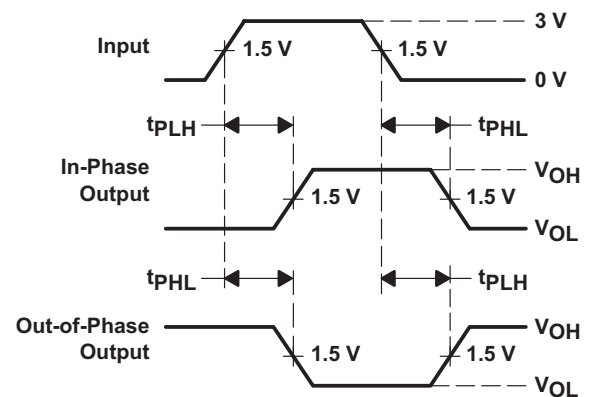 3 V
Input
1.5 V
1.5 V
0 V
tPLH
tPHL
In-Phase
Output
VOH
1.5 V
1.5 V
VOL
tPHL
tPLH
Out-of-Phase
Output
VOH
1.5 V
1.5 V
VOL